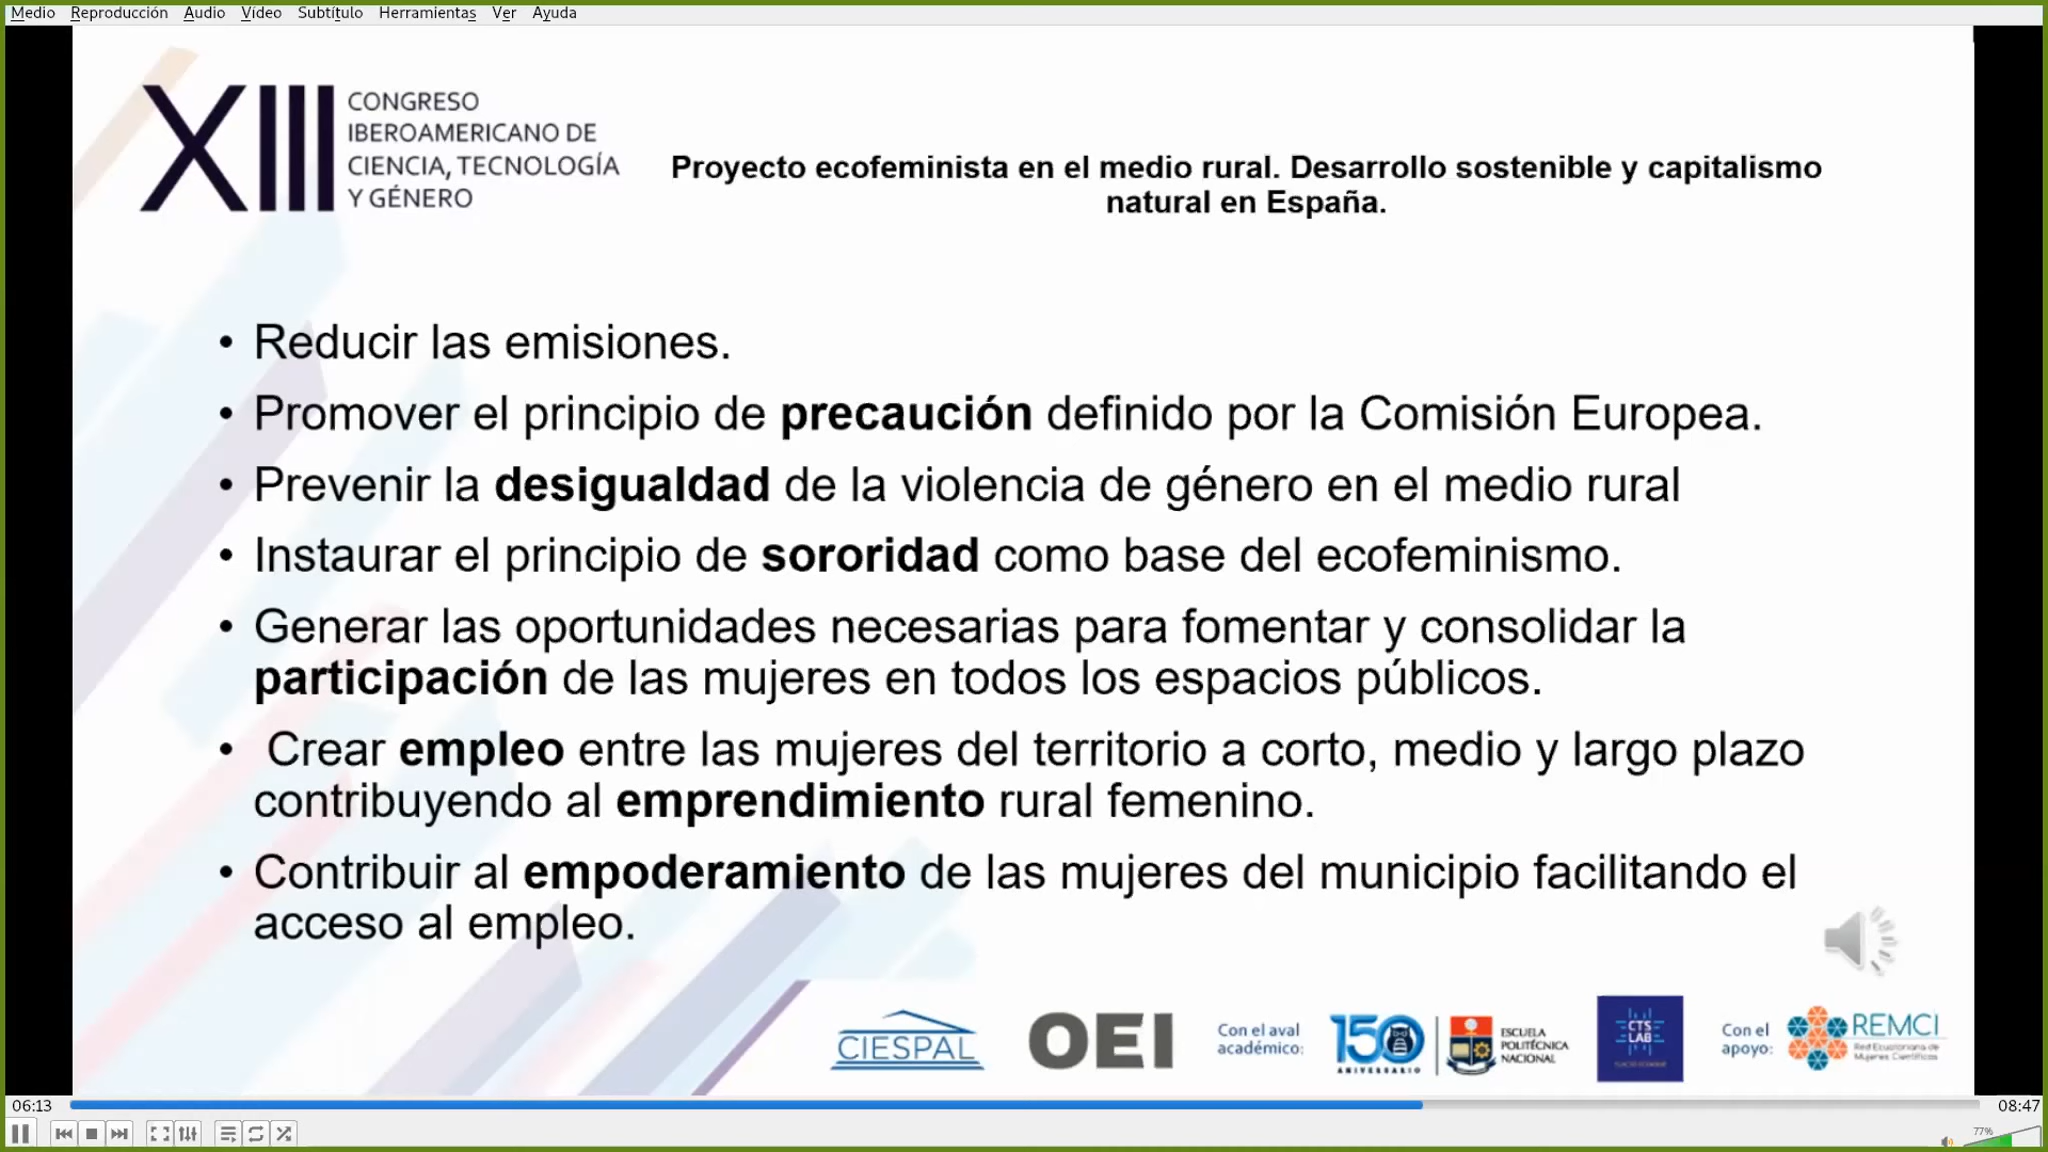 Medio Reproducción Audio Vídeo Subtítulo Herramientas Ver Ayuda
XIII
CONGRESO
IBEROAMERICANO DE
CIENCIA, TECNOLOGÍA
Y GÉNERO
Proyecto ecofeminista en el medio rural. Desarrollo sostenible y capitalismo
natural en España.
• Reducir las emisiones.
• Promover el principio de precaución definido por la Comisión Europea.
• Prevenir la desigualdad de la violencia de género en el medio rural
• Instaurar el principio de sororidad como base del ecofeminismo.
• Generar las oportunidades necesarias para fomentar y consolidar la
participación de las mujeres en todos los espacios públicos.
• Crear empleo entre las mujeres del territorio a corto, medio y largo plazo
contribuyendo al emprendimiento rural femenino.
• Contribuir al empoderamiento de las mujeres del municipio facilitando el
acceso al empleo.
CIESPAL
OEI
Con el aval
académico:
150
ANIVERSARIO
ESCUELA
POLITÉCNICA
NACIONAL
CTS
LAB
Con el
apoyo:
REMCI
Red Ecuatoriana de
Mujeres Científicas
06:13
08:47
77%